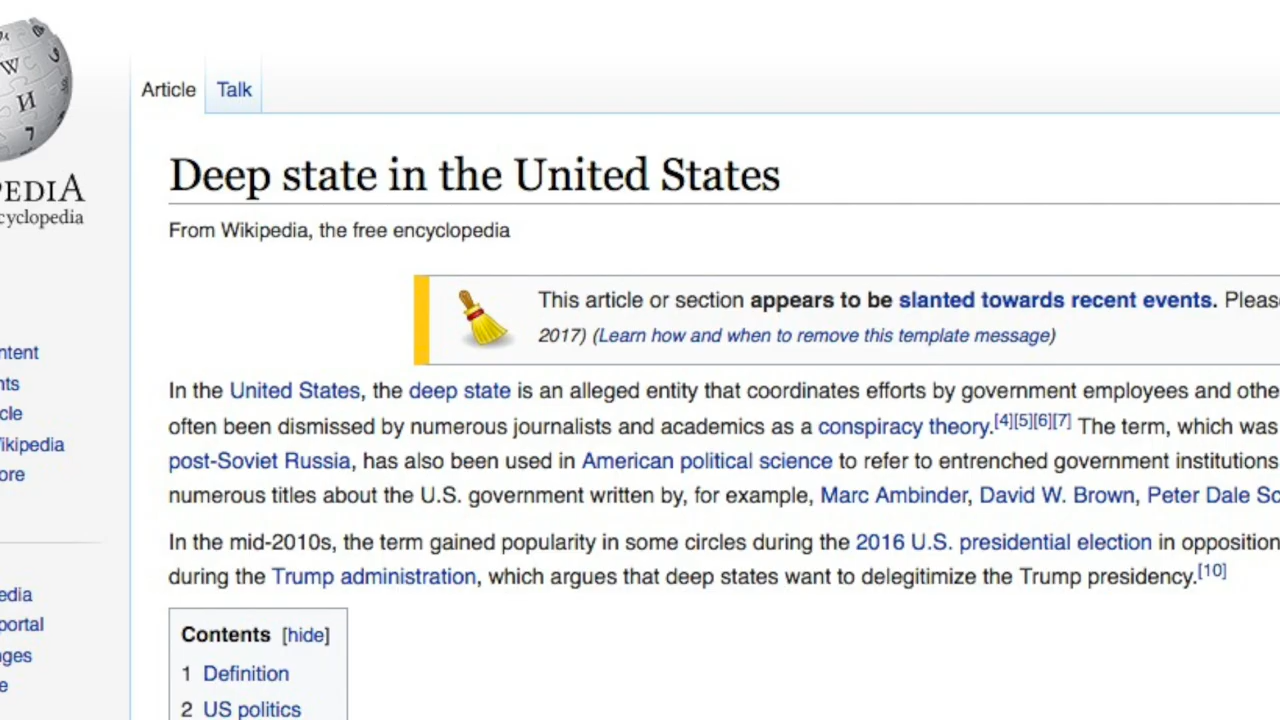 W
И
PEDIA
cyclopedia
Article Talk
Deep state in the United States
From Wikipedia, the free encyclopedia
This article or section appears to be slanted towards recent events. Pleas
2017) (Learn how and when to remove this template message)
In the United States, the deep state is an alleged entity that coordinates efforts by government employees and othe
often been dismissed by numerous journalists and academics as a conspiracy theory.[4][5][6][7] The term, which was
post-Soviet Russia, has also been used in American political science to refer to entrenched government institutions
numerous titles about the U.S. government written by, for example, Marc Ambinder, David W. Brown, Peter Dale Sc
In the mid-2010s, the term gained popularity in some circles during the 2016 U.S. presidential election in opposition
during the Trump administration, which argues that deep states want to delegitimize the Trump presidency.[10]
Contents [hide]
1 Definition
2 US politics
ntent
nts
cle
ikipedia
ore
edia
portal
nges
e